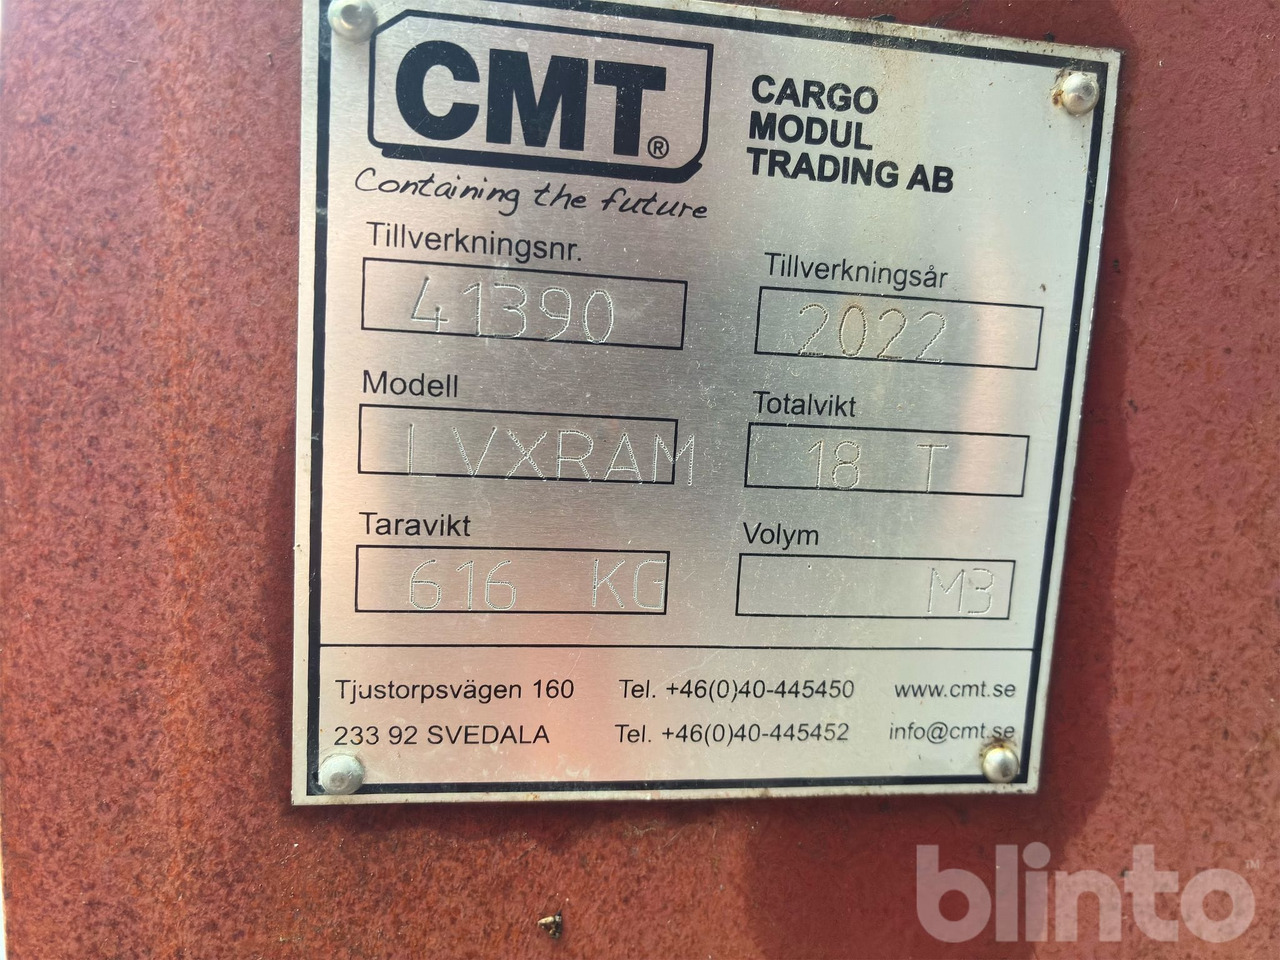 CMT®
CARGO
MODUL
TRADING AB
Containing the future
Tillverkningsnr.
41390
Tillverkningsår
2022
Modell
LVXRAM
Totalvikt
18 T
Taravikt
616 KG
Volym
M3
Tjustorpsvägen 160 Tel. +46(0)40-445450 www.cmt.se
233 92 SVEDALA Tel. +46(0)40-445452 info@cmt.se
blinto™